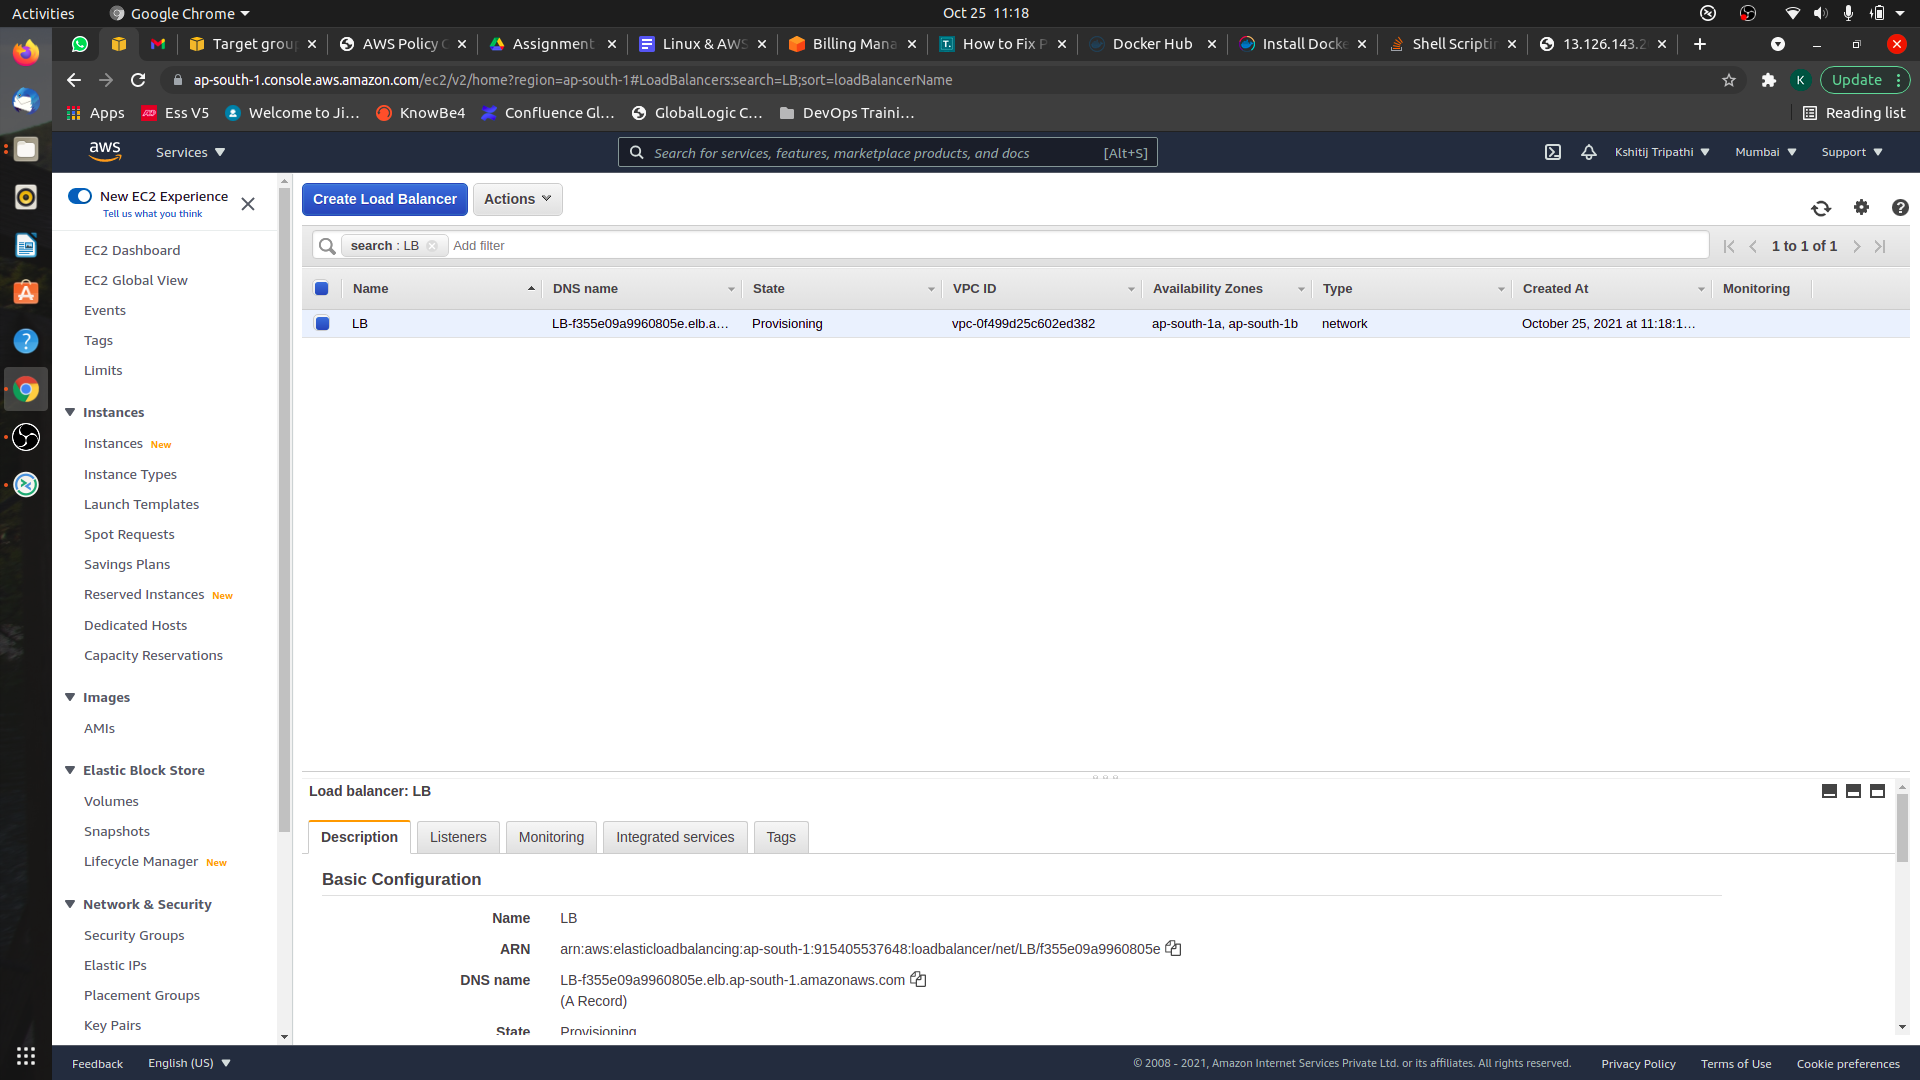 Activities
Google Chrome
Oct 25 11:18
Target grou
AWS Policy
Assignment
Linux & AWS
Billing Mana
How to Fix P
Docker Hub
Install Docke
Shell Scriptin
13.126.143.2
ap-south-1.console.aws.amazon.com/ec2/v2/home?region=ap-south-1#LoadBalancers:search=LB;sort=loadBalancerName
K
Update
Apps
Ess V5
Welcome to Ji...
KnowBe4
Confluence Gl...
GlobalLogic C...
DevOps Traini...
Reading list
aws
Services
Search for services, features, marketplace products, and docs
[Alt+S]
Kshitij Tripathi
Mumbai
Support
New EC2 Experience
Tell us what you think
EC2 Dashboard
EC2 Global View
Events
Tags
Limits
Instances
Instances New
Instance Types
Launch Templates
Spot Requests
Savings Plans
Reserved Instances New
Dedicated Hosts
Capacity Reservations
Images
AMIs
Elastic Block Store
Volumes
Snapshots
Lifecycle Manager New
Network & Security
Security Groups
Elastic IPs
Placement Groups
Key Pairs
Create Load Balancer
Actions
search : LB
Add filter
1 to 1 of 1
Name
DNS name
State
VPC ID
Availability Zones
Type
Created At
Monitoring
LB
LB-f355e09a9960805e.elb.a...
Provisioning
vpc-0f499d25c602ed382
ap-south-1a, ap-south-1b
network
October 25, 2021 at 11:18:1...
Load balancer: LB
Description
Listeners
Monitoring
Integrated services
Tags
Basic Configuration
Name LB
ARN arn:aws:elasticloadbalancing:ap-south-1:915405537648:loadbalancer/net/LB/f355e09a9960805e
DNS name LB-f355e09a9960805e.elb.ap-south-1.amazonaws.com
(A Record)
State Provisioning
Feedback
English (US)
© 2008 - 2021, Amazon Internet Services Private Ltd. or its affiliates. All rights reserved.
Privacy Policy
Terms of Use
Cookie preferences